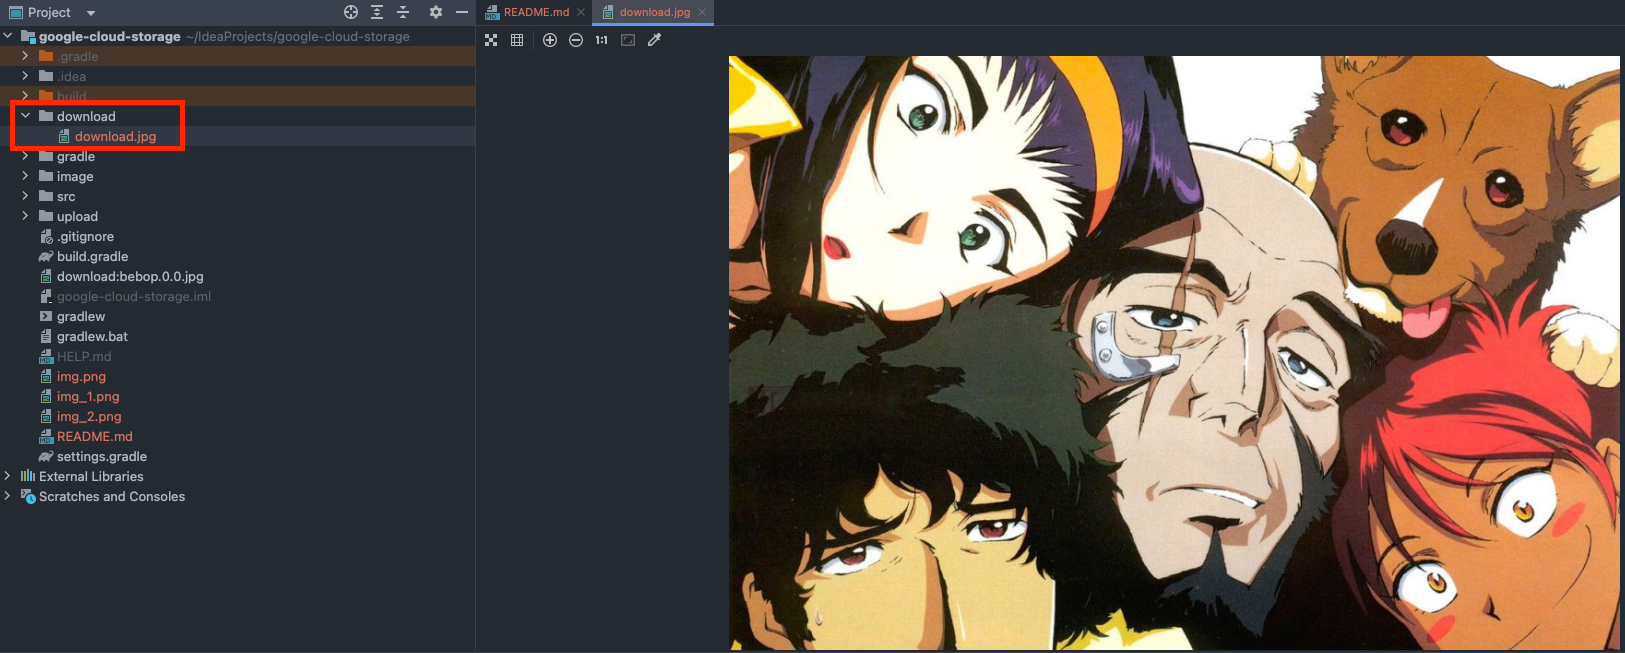 Project
README.md
download.jpg
google-cloud-storage ~/IdeaProjects/google-cloud-storage
.gradle
.idea
build
download
download.jpg
gradle
image
src
upload
.gitignore
build.gradle
download:bebop.0.0.jpg
google-cloud-storage.iml
gradlew
gradlew.bat
HELP.md
img.png
img_1.png
img_2.png
README.md
settings.gradle
External Libraries
Scratches and Consoles
1:1